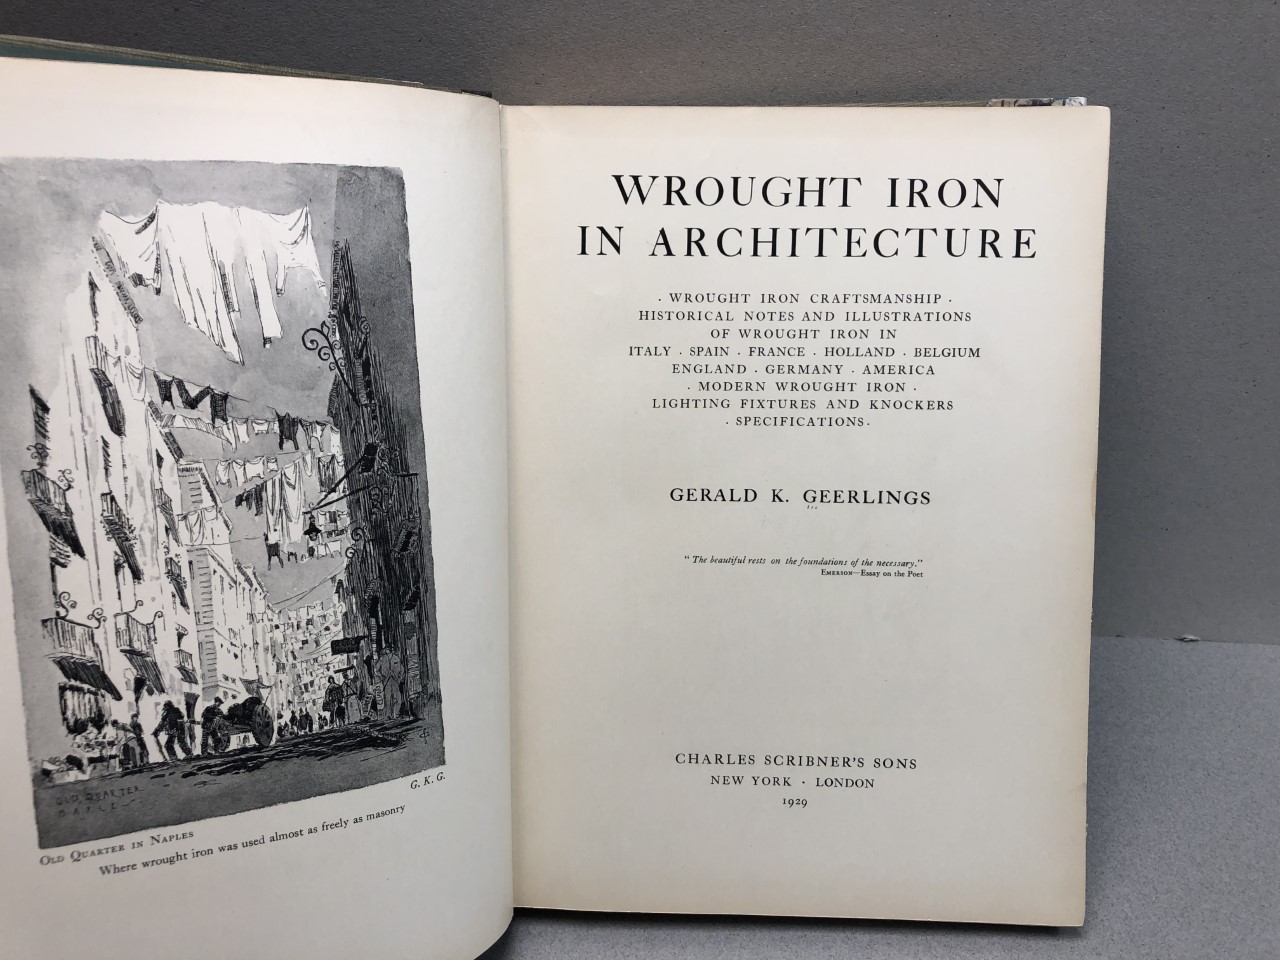 OLD QUARTER
G. K. G.
OLD QUARTER IN NAPLES
Where wrought iron was used almost as freely as masonry
WROUGHT IRON
IN ARCHITECTURE
· WROUGHT IRON CRAFTSMANSHIP ·
HISTORICAL NOTES AND ILLUSTRATIONS
OF WROUGHT IRON IN
ITALY · SPAIN · FRANCE · HOLLAND · BELGIUM
ENGLAND · GERMANY · AMERICA
· MODERN WROUGHT IRON ·
LIGHTING FIXTURES AND KNOCKERS
· SPECIFICATIONS ·
GERALD K. GEERLINGS
"The beautiful rests on the foundations of the necessary."
EMERSON—Essay on the Poet
CHARLES SCRIBNER'S SONS
NEW YORK · LONDON
1929